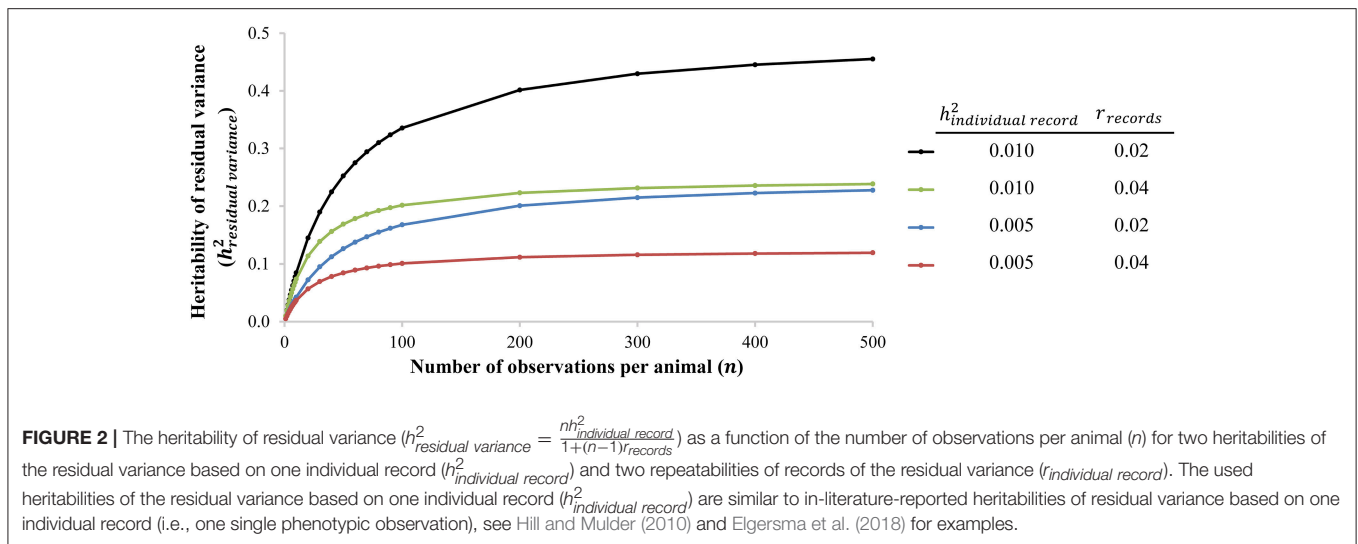 0.5
0.4
0.3
0.2
0.1
0.0
Heritability of residual variance
(h²residual variance)
0 100 200 300 400 500
Number of observations per animal (n)
h²individual record rrecords
0.010 0.02
0.010 0.04
0.005 0.02
0.005 0.04
FIGURE 2 | The heritability of residual variance (h²residual variance = nh²individual record / 1+(n−1)rrecords) as a function of the number of observations per animal (n) for two heritabilities of
the residual variance based on one individual record (h²individual record) and two repeatabilities of records of the residual variance (rindividual record). The used
heritabilities of the residual variance based on one individual record (h²individual record) are similar to in-literature-reported heritabilities of residual variance based on one
individual record (i.e., one single phenotypic observation), see Hill and Mulder (2010) and Elgersma et al. (2018) for examples.